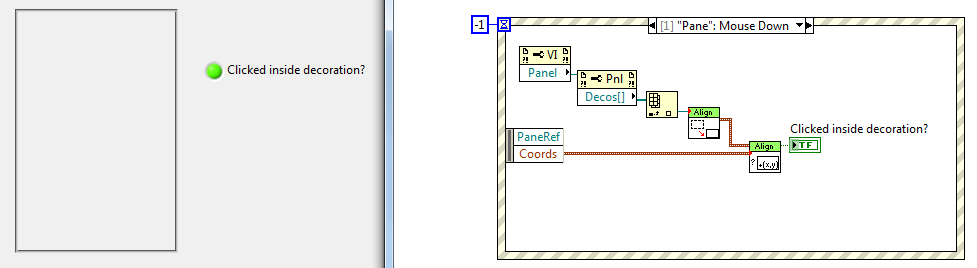 Clicked inside decoration?
-1
[1] "Pane": Mouse Down
?! VI ?!
Panel
?! Pnl ?!
Decos[]
Align
PaneRef
Coords
Clicked inside decoration?
Align
? +(x,y)
TF